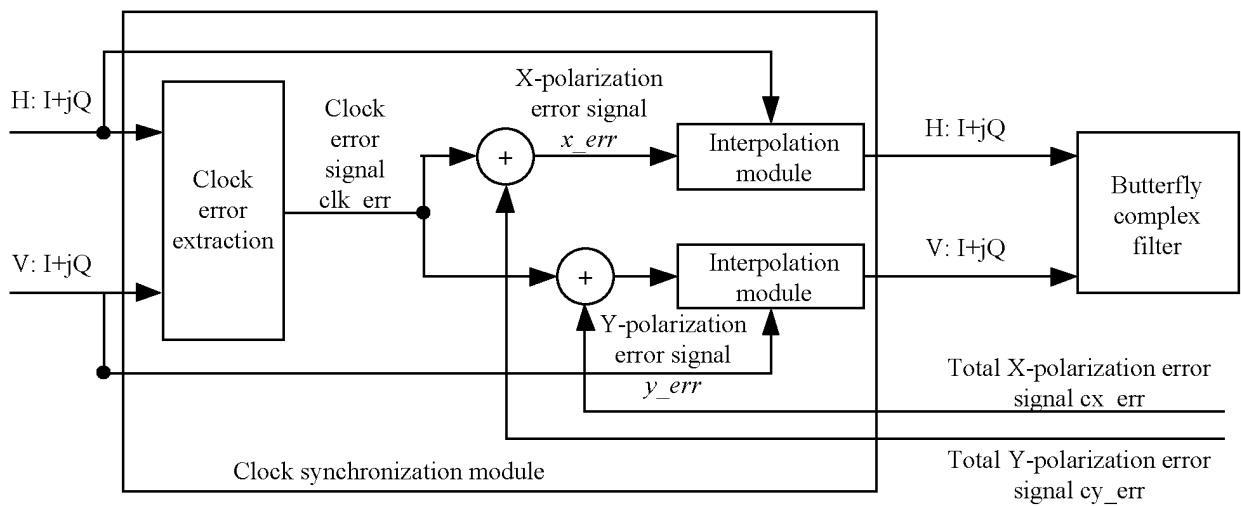 H: I+jQ
V: I+jQ
Clock
error
extraction
Clock
error
signal
clk_err
+
X-polarization
error signal
x_err
Interpolation
module
+
Y-polarization
error signal
y_err
Interpolation
module
H: I+jQ
V: I+jQ
Butterfly
complex
filter
Total X-polarization error
signal cx_err
Total Y-polarization error
signal cy_err
Clock synchronization module